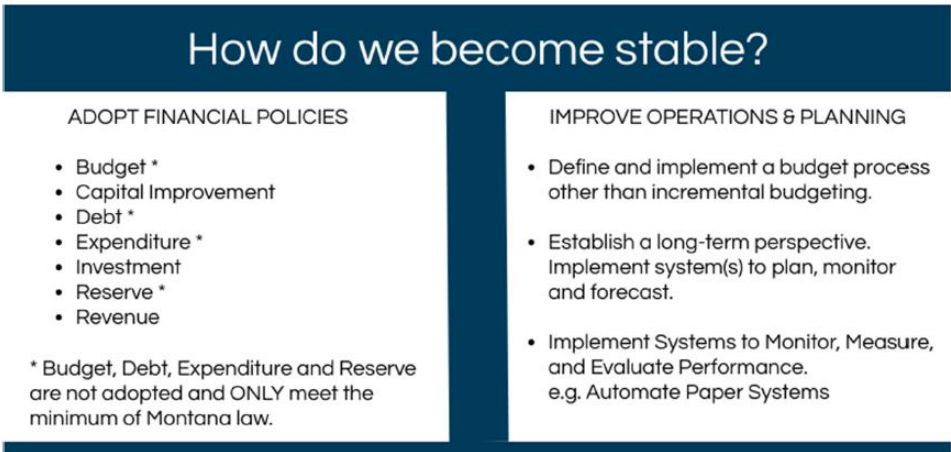 How do we become stable?
ADOPT FINANCIAL POLICIES
• Budget *
• Capital Improvement
• Debt *
• Expenditure *
• Investment
• Reserve *
• Revenue
* Budget, Debt, Expenditure and Reserve
are not adopted and ONLY meet the
minimum of Montana law.
IMPROVE OPERATIONS & PLANNING
• Define and implement a budget process
other than incremental budgeting.
• Establish a long-term perspective.
Implement system(s) to plan, monitor
and forecast.
• Implement Systems to Monitor, Measure,
and Evaluate Performance.
e.g. Automate Paper Systems